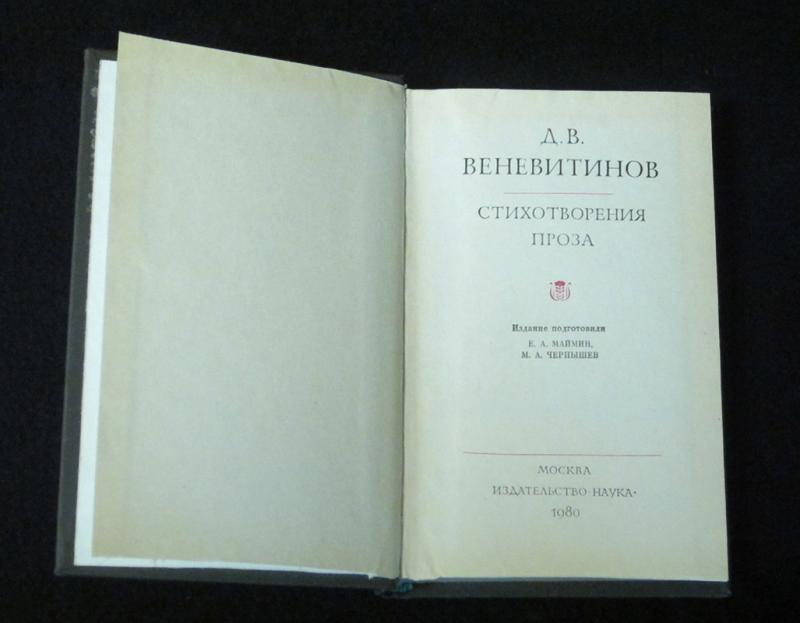 Д. В.
ВЕНЕВИТИНОВ
СТИХОТВОРЕНИЯ
ПРОЗА
Издание подготовили
Е. А. МАЙМИН,
М. А. ЧЕРНЫШЕВ
МОСКВА
ИЗДАТЕЛЬСТВО «НАУКА»
1980